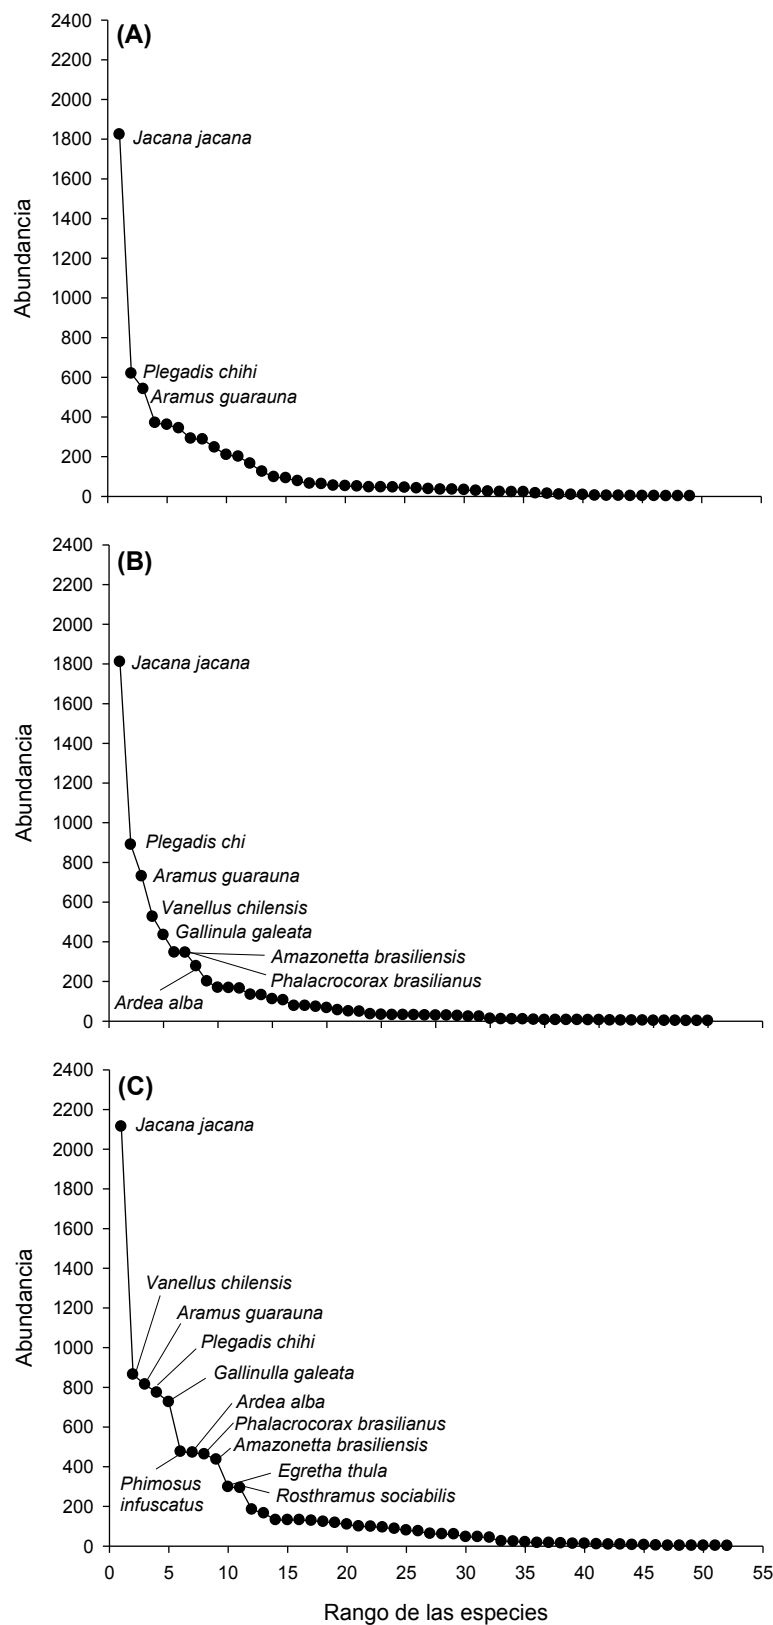 (A)
2400
2200
2000
1800
1600
1400
1200
1000
800
600
400
200
0
Abundancia
Jacana jacana
Plegadis chihi
Aramus guarauna
(B)
2400
2200
2000
1800
1600
1400
1200
1000
800
600
400
200
0
Abundancia
Jacana jacana
Plegadis chi
Aramus guarauna
Vanellus chilensis
Gallinula galeata
Amazonetta brasiliensis
Phalacrocorax brasilianus
Ardea alba
(C)
2400
2200
2000
1800
1600
1400
1200
1000
800
600
400
200
0
Abundancia
Jacana jacana
Vanellus chilensis
Aramus guarauna
Plegadis chihi
Gallinulla galeata
Ardea alba
Phalacrocorax brasilianus
Amazonetta brasiliensis
Phimosus
infuscatus
Egretha thula
Rosthramus sociabilis
0 5 10 15 20 25 30 35 40 45 50 55
Rango de las especies